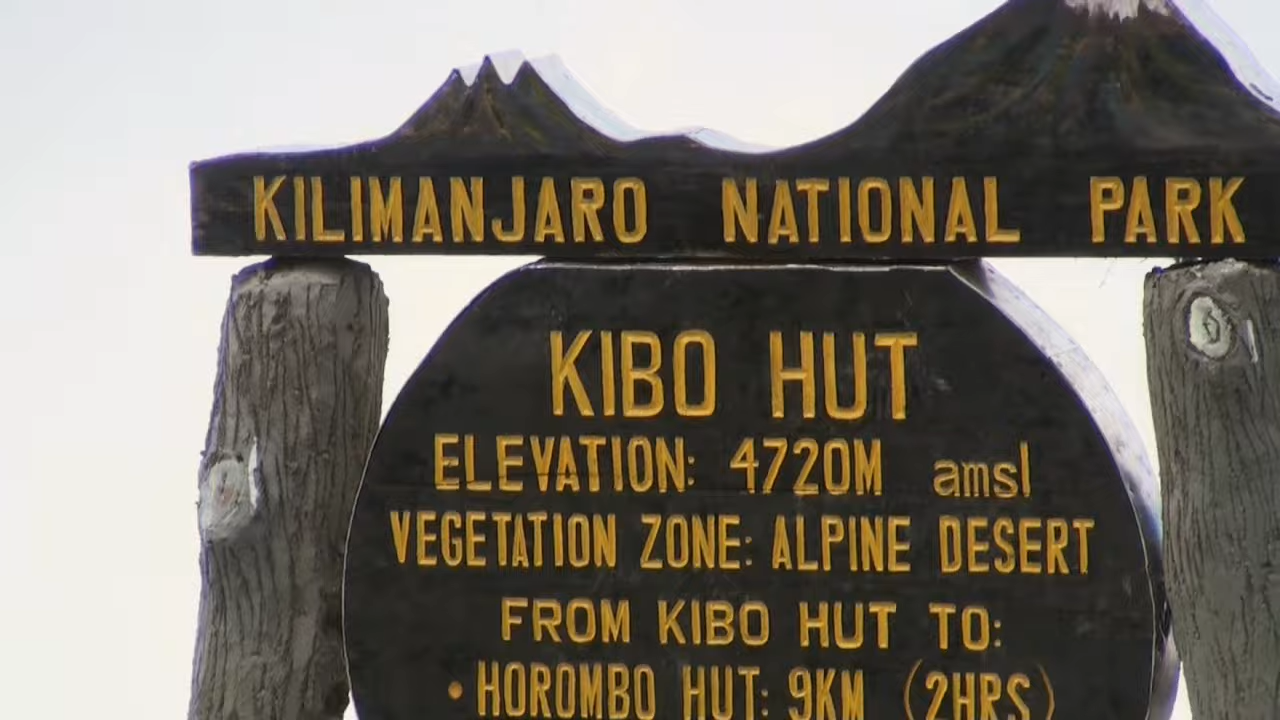 KILIMANJARO NATIONAL PARK
KIBO HUT
ELEVATION: 4720M amsl
VEGETATION ZONE: ALPINE DESERT
FROM KIBO HUT TO:
• HOROMBO HUT: 9KM (2HRS)